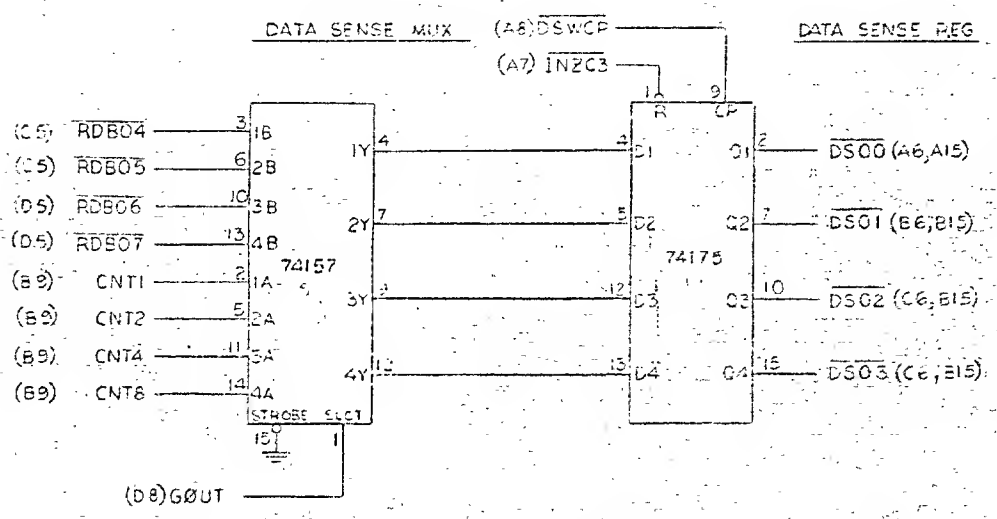 DATA SENSE MUX (A8) DSWCP DATA SENSE REG
(A7) INZC3
1 9
R CP
(C5) RDB04 3 1B 1Y 4 4 D1 Q1 2 DS00 (A6,A15)
(C5) RDB05 6 2B
(D5) RDB06 10 3B 2Y 7 5 D2 Q2 7 DS01 (B6,B15)
(D5) RDB07 13 4B
74157 74175
(B9) CNT1 2 1A
(B9) CNT2 5 2A 3Y 9 12 D3 Q3 10 DS02 (C6,B15)
(B9) CNT4 11 3A
(B9) CNT8 14 4A 4Y 12 13 D4 Q4 15 DS03 (C6,B15)
STROBE SLCT
15 1
(D8) GØUT